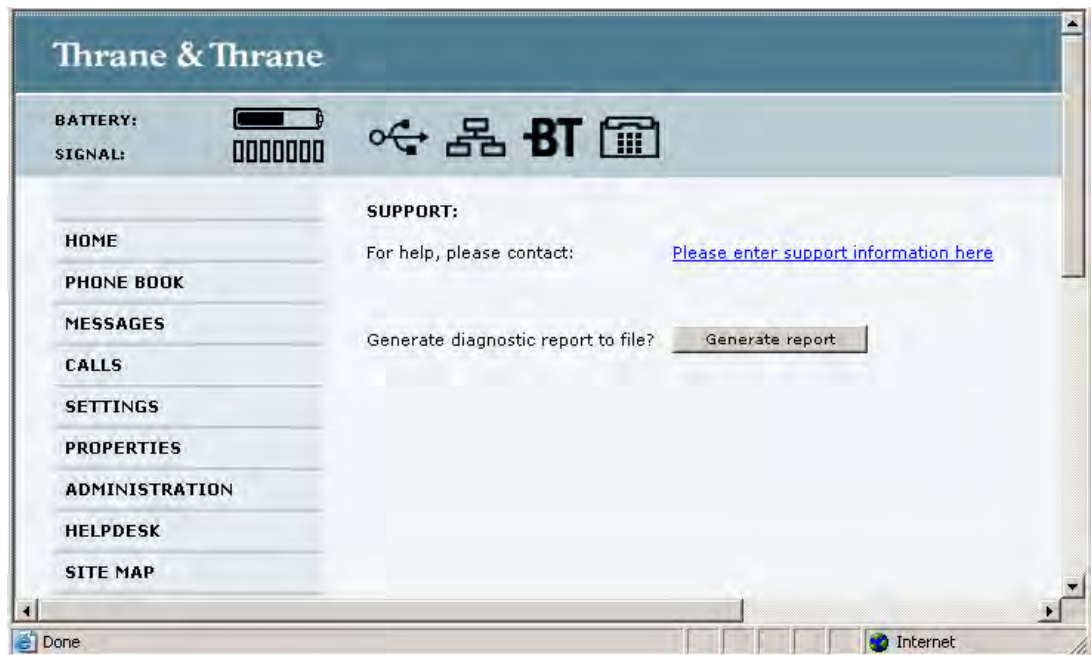 Thrane & Thrane
BATTERY:
SIGNAL:
BT
HOME
PHONE BOOK
MESSAGES
CALLS
SETTINGS
PROPERTIES
ADMINISTRATION
HELPDESK
SITE MAP
SUPPORT:
For help, please contact: Please enter support information here
Generate diagnostic report to file? Generate report
Done Internet